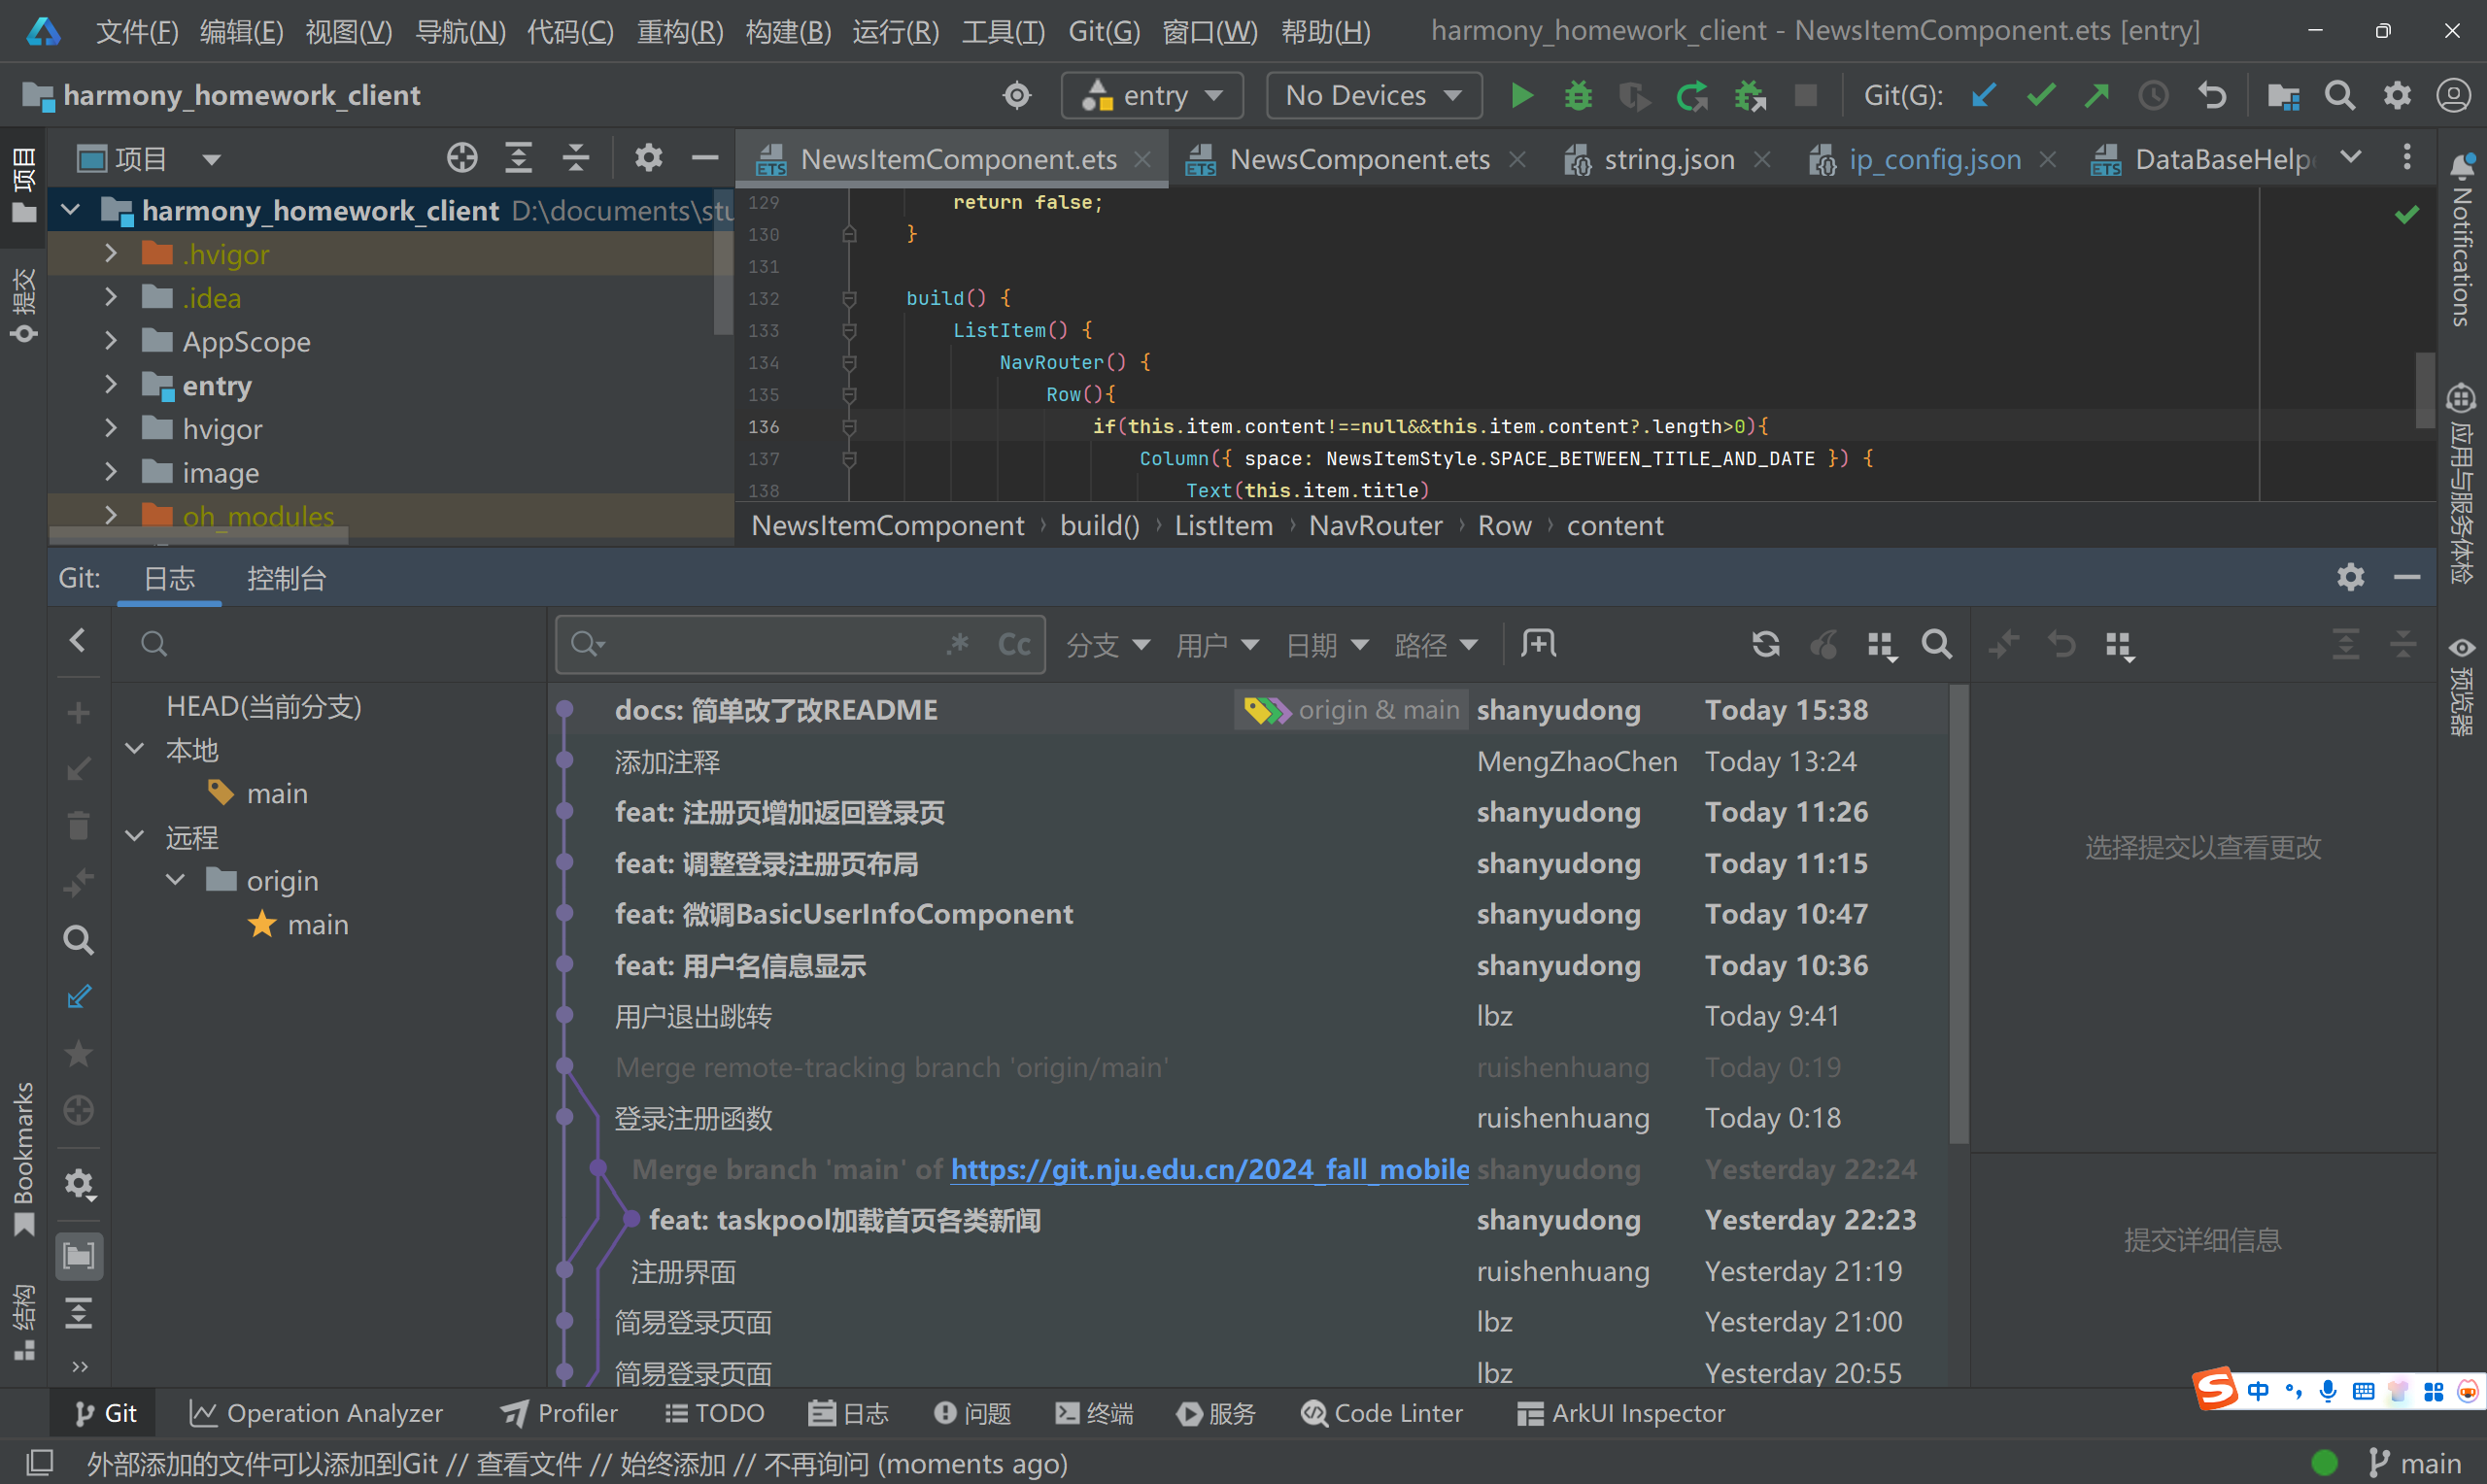 文件(F) 编辑(E) 视图(V) 导航(N) 代码(C) 重构(R) 构建(B) 运行(R) 工具(T) Git(G) 窗口(W) 帮助(H) harmony_homework_client - NewsItemComponent.ets [entry]
harmony_homework_client entry No Devices Git(G):
项目 NewsItemComponent.ets NewsComponent.ets string.json ip_config.json DataBaseHelp
harmony_homework_client D:\documents\stu
.hvigor
.idea
AppScope
entry
hvigor
image
oh_modules
129 return false;
130 }
131
132 build() {
133 ListItem() {
134 NavRouter() {
135 Row(){
136 if(this.item.content!==null&&this.item.content?.length>0){
137 Column({ space: NewsItemStyle.SPACE_BETWEEN_TITLE_AND_DATE }) {
138 Text(this.item.title)
NewsItemComponent › build() › ListItem › NavRouter › Row › content
项目
提交
Bookmarks
结构
Notifications
应用与服务体检
预览器
Git: 日志 控制台
.* Cc 分支 用户 日期 路径
HEAD(当前分支)
本地
main
远程
origin
main
docs: 简单改了改README origin & main shanyudong Today 15:38
添加注释 MengZhaoChen Today 13:24
feat: 注册页增加返回登录页 shanyudong Today 11:26
feat: 调整登录注册页布局 shanyudong Today 11:15
feat: 微调BasicUserInfoComponent shanyudong Today 10:47
feat: 用户名信息显示 shanyudong Today 10:36
用户退出跳转 lbz Today 9:41
Merge remote-tracking branch 'origin/main' ruishenhuang Today 0:19
登录注册函数 ruishenhuang Today 0:18
Merge branch 'main' of https://git.nju.edu.cn/2024_fall_mobile shanyudong Yesterday 22:24
feat: taskpool加载首页各类新闻 shanyudong Yesterday 22:23
注册界面 ruishenhuang Yesterday 21:19
简易登录页面 lbz Yesterday 21:00
简易登录页面 lbz Yesterday 20:55
选择提交以查看更改
提交详细信息
中
Git Operation Analyzer Profiler TODO 日志 问题 终端 服务 Code Linter ArkUI Inspector
外部添加的文件可以添加到Git // 查看文件 // 始终添加 // 不再询问 (moments ago) main